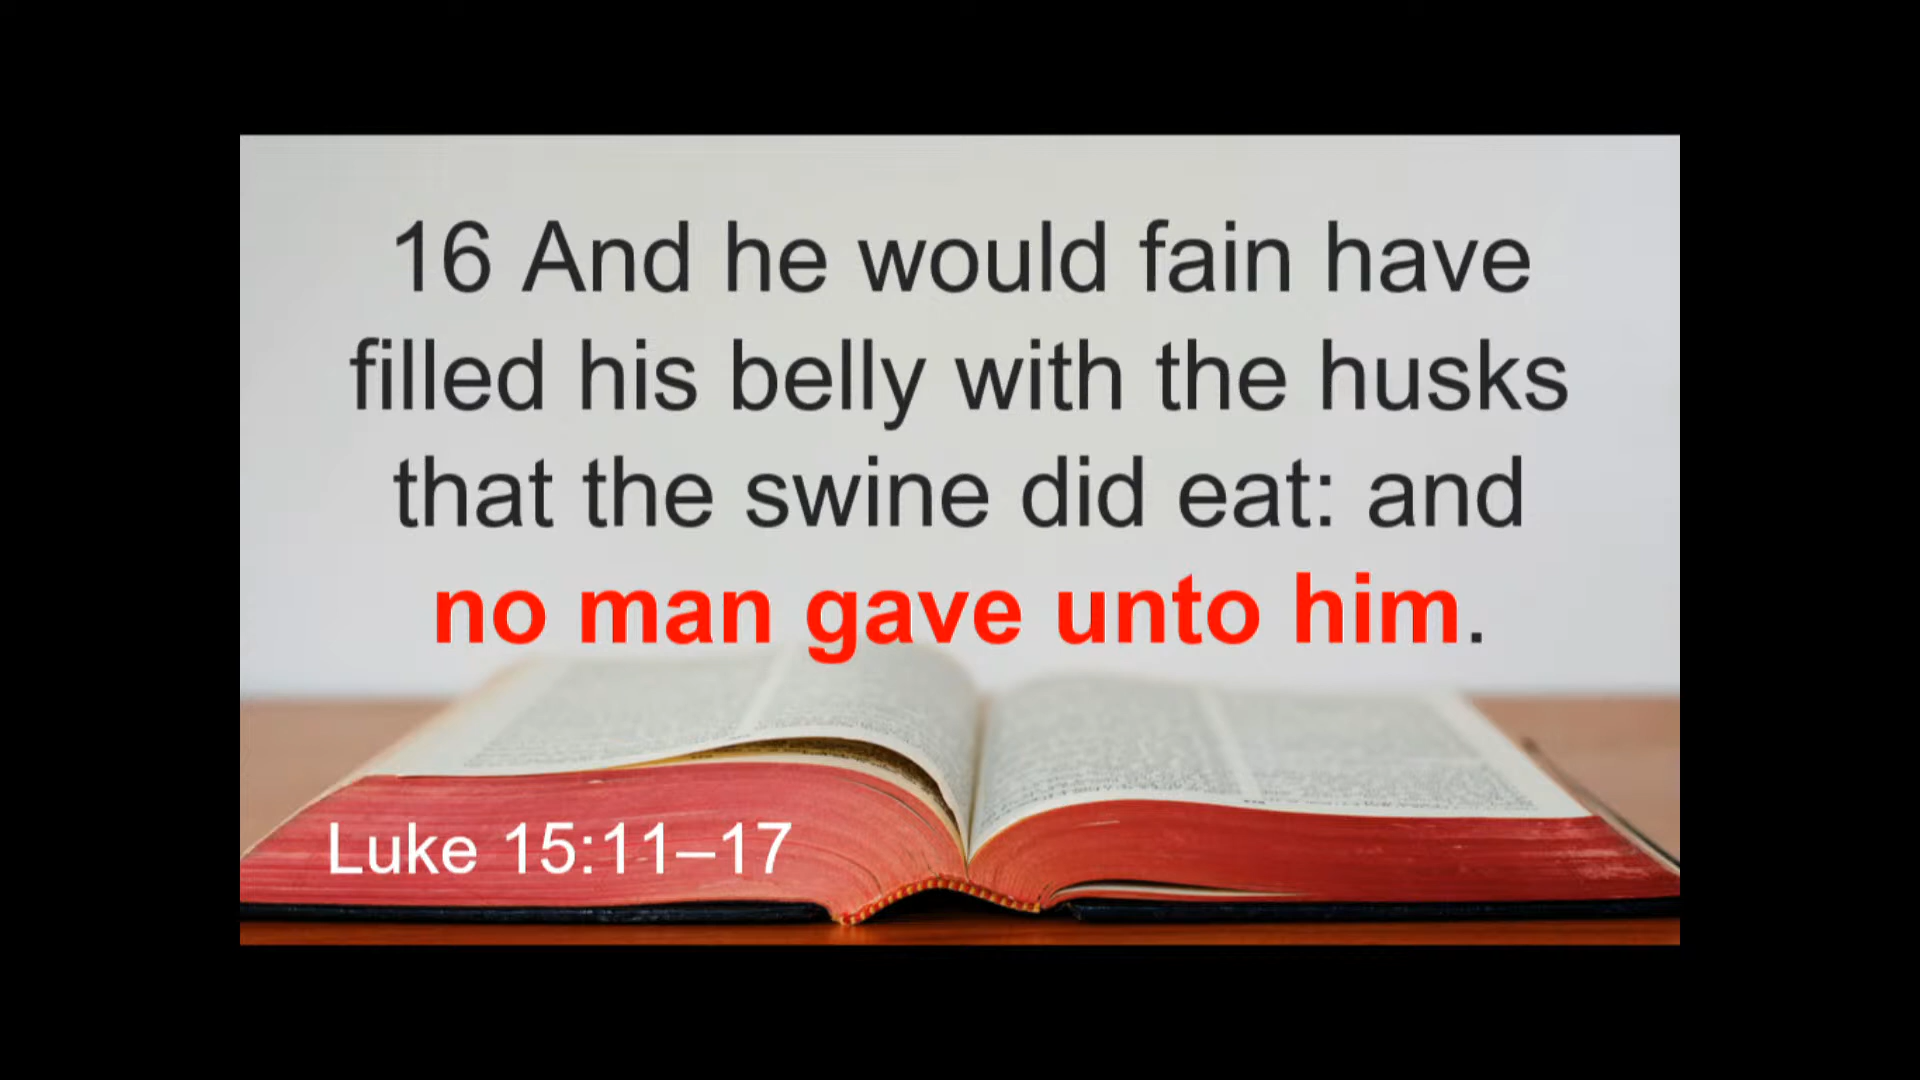 16 And he would fain have
filled his belly with the husks
that the swine did eat: and
no man gave unto him.
Luke 15:11–17